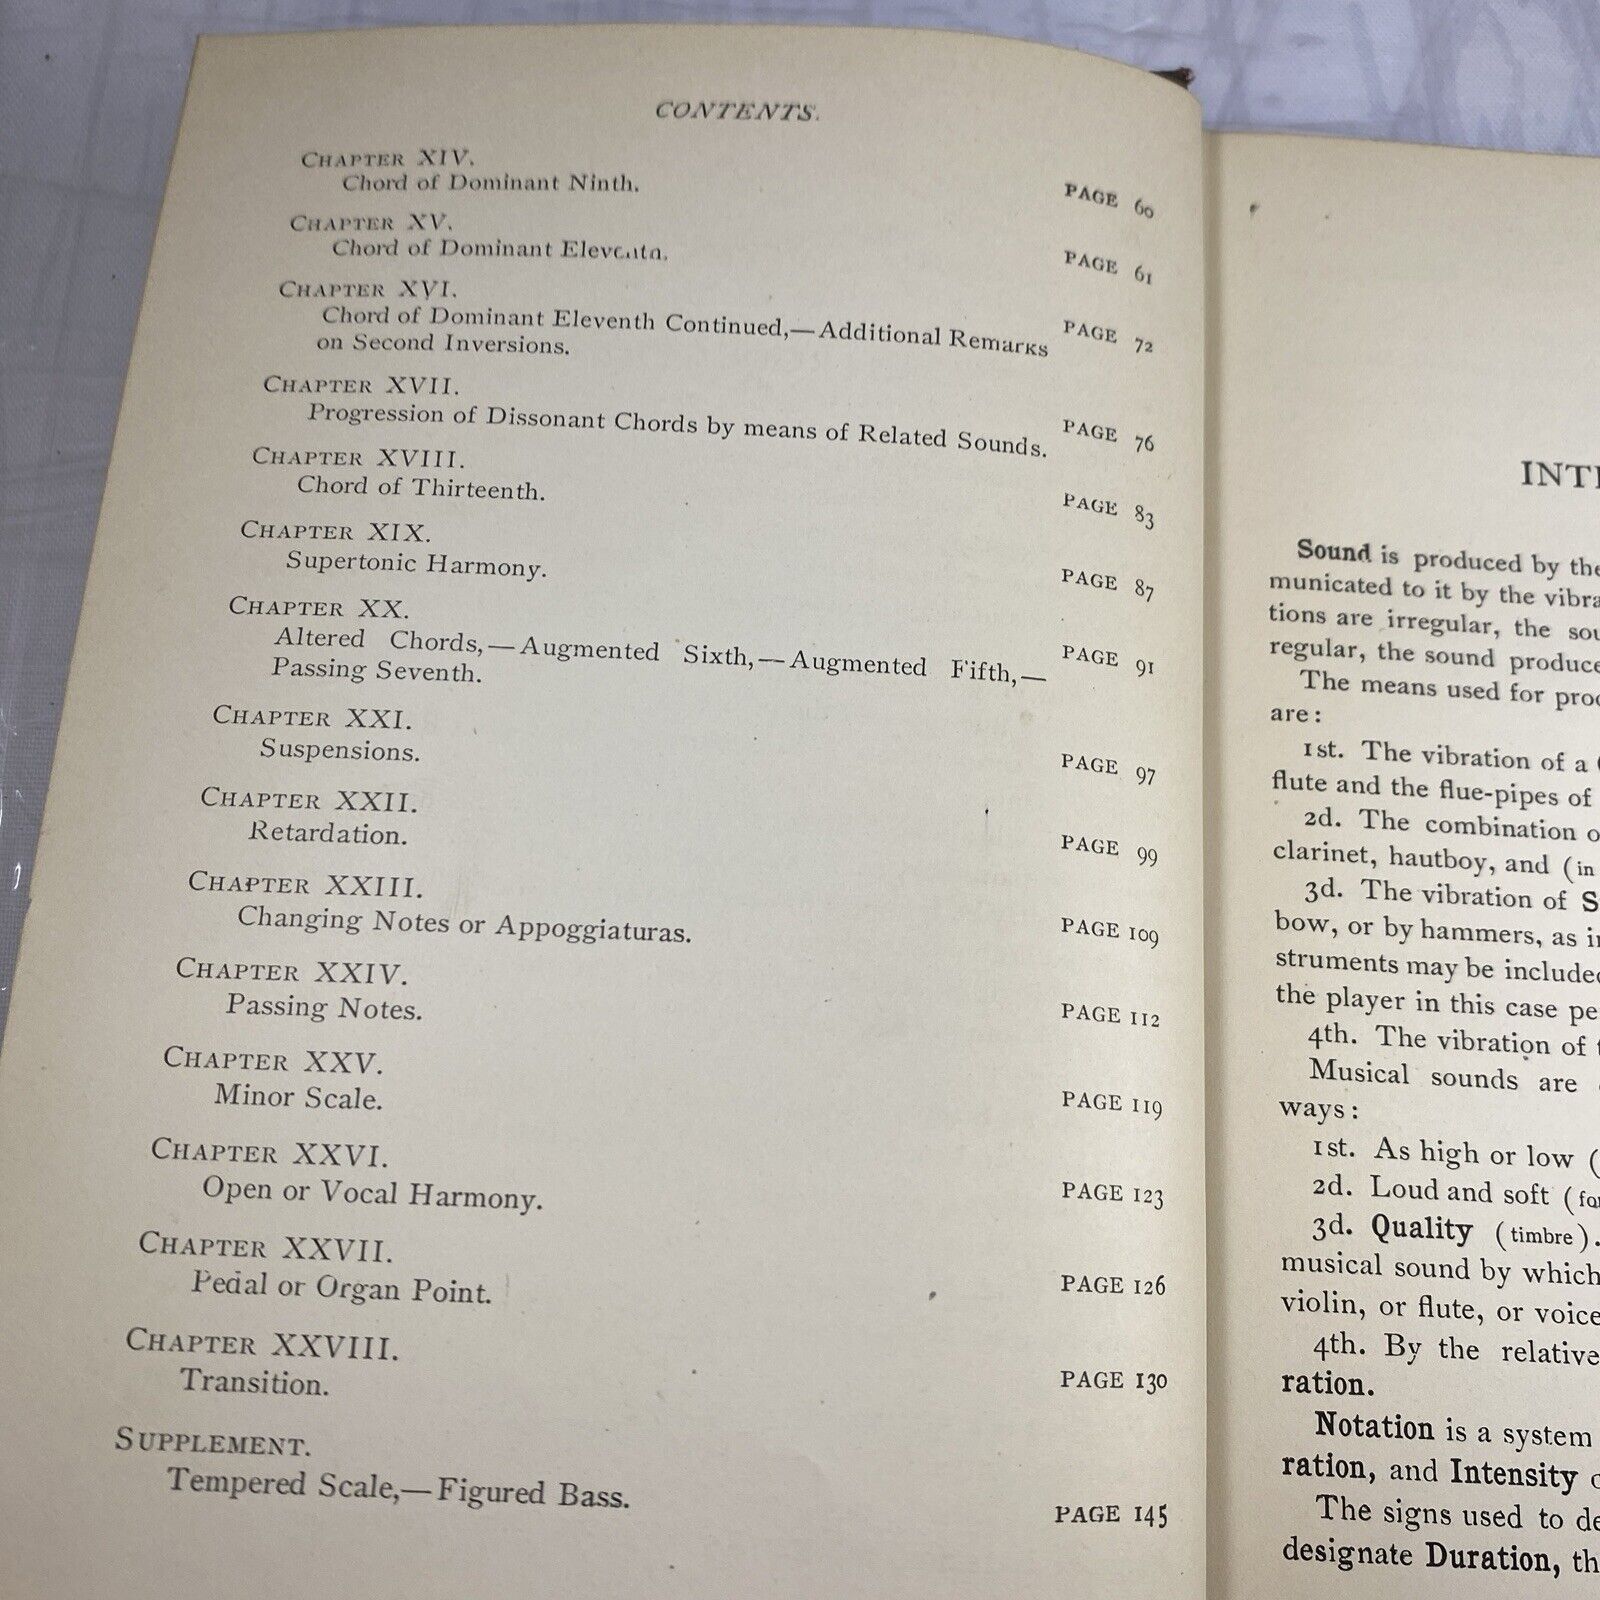 CONTENTS.
CHAPTER XIV.
Chord of Dominant Ninth. PAGE 60
CHAPTER XV.
Chord of Dominant Eleventh. PAGE 61
CHAPTER XVI.
Chord of Dominant Eleventh Continued,—Additional Remarks
on Second Inversions. PAGE 72
CHAPTER XVII.
Progression of Dissonant Chords by means of Related Sounds. PAGE 76
CHAPTER XVIII.
Chord of Thirteenth. PAGE 83
CHAPTER XIX.
Supertonic Harmony. PAGE 87
CHAPTER XX.
Altered Chords,—Augmented Sixth,—Augmented Fifth,—
Passing Seventh. PAGE 91
CHAPTER XXI.
Suspensions. PAGE 97
CHAPTER XXII.
Retardation. PAGE 99
CHAPTER XXIII.
Changing Notes or Appoggiaturas. PAGE 109
CHAPTER XXIV.
Passing Notes. PAGE 112
CHAPTER XXV.
Minor Scale. PAGE 119
CHAPTER XXVI.
Open or Vocal Harmony. PAGE 123
CHAPTER XXVII.
Pedal or Organ Point. PAGE 126
CHAPTER XXVIII.
Transition. PAGE 130
SUPPLEMENT.
Tempered Scale,—Figured Bass. PAGE 145
Sound is produced by the
municated to it by the
tions are irregular, the
regular, the sound
The means used for
are:
1st. The vibration of a
flute and the flue-pipes of
2d. The combination
clarinet, hautboy, and (in
3d. The vibration of
bow, or by hammers, as
struments may be
the player in this case
4th. The vibration of
Musical sounds are
ways:
1st. As high or low (
2d. Loud and soft (
3d. Quality (timbre).
musical sound by which
violin, or flute, or voice
4th. By the relative
ration.
Notation is a system
ration, and Intensity
The signs used to
designate Duration,